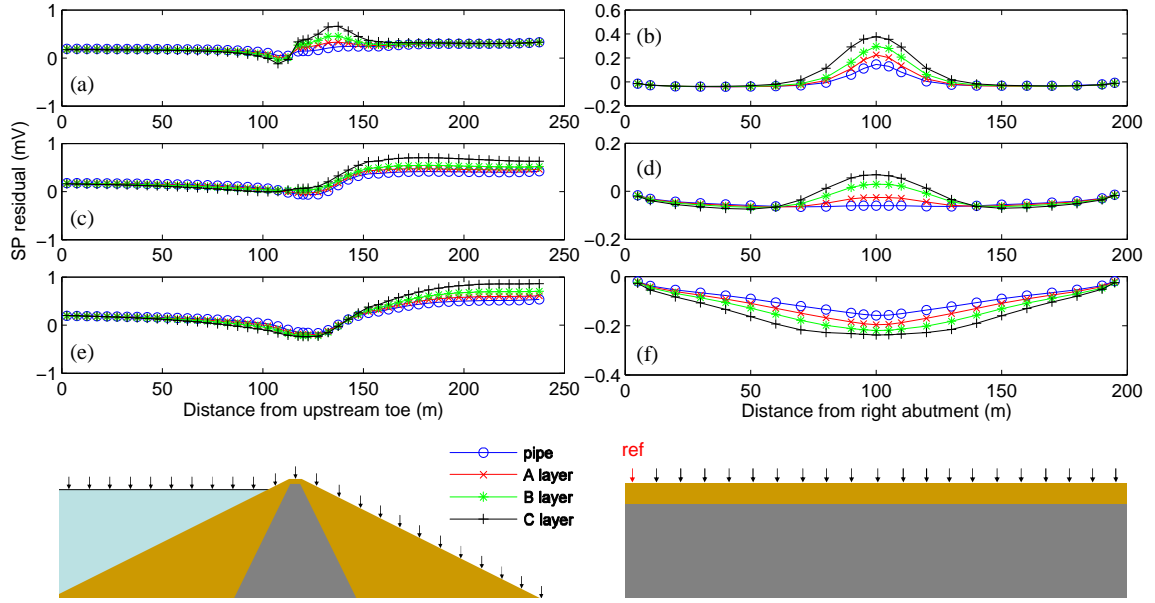 1
0
−1
(a)
0 50 100 150 200 250
0.6
0.4
0.2
0
−0.2
(b)
0 50 100 150 200
SP residual (mV)
1
0
−1
(c)
0 50 100 150 200 250
0.2
0
−0.2
(d)
0 50 100 150 200
1
0
−1
(e)
0 50 100 150 200 250
Distance from upstream toe (m)
0
−0.2
−0.4
(f)
0 50 100 150 200
Distance from right abutment (m)
pipe
A layer
B layer
C layer
ref